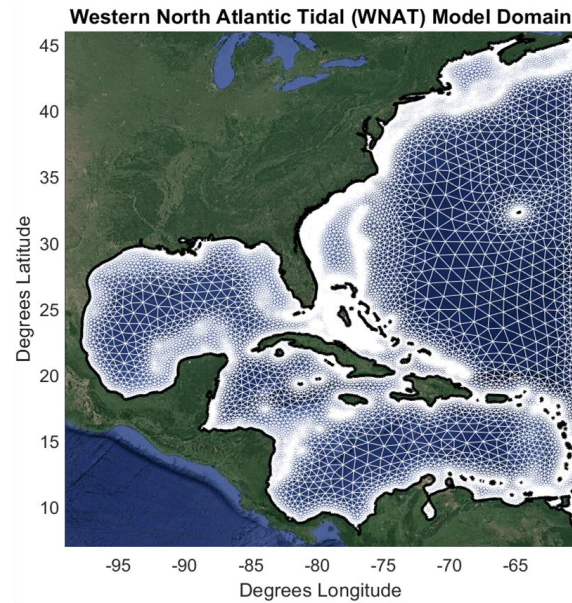 Western North Atlantic Tidal (WNAT) Model Domain
45
40
35
30
25
20
15
10
Degrees Latitude
-95 -90 -85 -80 -75 -70 -65
Degrees Longitude